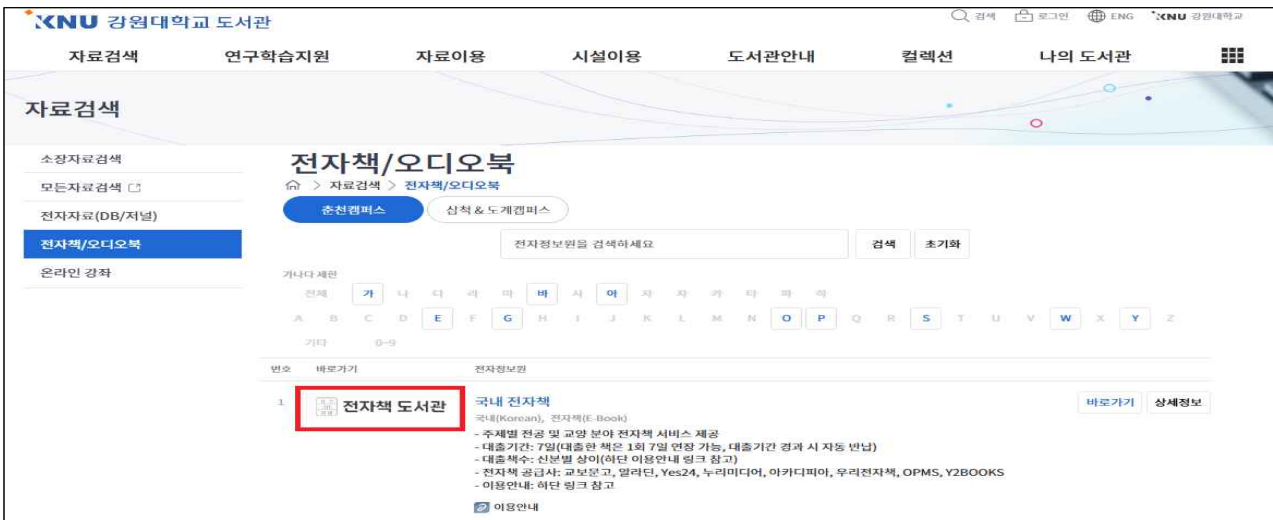 KNU 강원대학교 도서관
검색 로그인 ENG KNU 강원대학교
자료검색 연구학습지원 자료이용 시설이용 도서관안내 컬렉션 나의 도서관
자료검색
소장자료검색
모든자료검색
전자자료(DB/저널)
전자책/오디오북
온라인 강좌
전자책/오디오북
자료검색 > 전자책/오디오북
춘천캠퍼스 삼척 & 도계캠퍼스
전자정보원을 검색하세요 검색 초기화
가나다 제한
전체 가 나 다 라 마 바 사 아 자 차 카 타 파 하
A B C D E F G H I J K L M N O P Q R S T U V W X Y Z
기타 0~9
번호 바로가기 전자정보원
1 전자책 도서관 국내 전자책 바로가기 상세정보
국내(Korean), 전자책(E-Book)
- 주제별 전공 및 교양 분야 전자책 서비스 제공
- 대출기간: 7일(대출한 책은 1회 7일 연장 가능, 대출기간 경과 시 자동 반납)
- 대출책수: 신분별 상이(하단 이용안내 링크 참고)
- 전자책 공급사: 교보문고, 알라딘, Yes24, 누리미디어, 아카디피아, 우리전자책, OPMS, Y2BOOKS
- 이용안내: 하단 링크 참고
이용안내